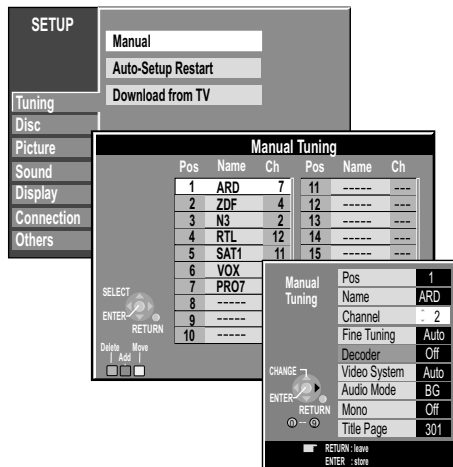 SETUP
Manual
Auto-Setup Restart
Download from TV
Tuning
Disc
Picture
Sound
Display
Connection
Others
Manual Tuning
Pos Name Ch Pos Name Ch
1 ARD 7 11 ----- ---
2 ZDF 4 12 ----- ---
3 N3 2 13 ----- ---
4 RTL 12 14 ----- ---
5 SAT1 11 15 ----- ---
6 VOX
7 PRO7
8 -----
9 -----
10 -----
SELECT
ENTER
RETURN
Delete Move
Add
Manual Tuning
Pos 1
Name ARD
Channel 2
Fine Tuning Auto
Decoder Off
Video System Auto
Audio Mode BG
Mono Off
Title Page 301
CHANGE
ENTER
RETURN
0 -- 9
RETURN : leave
ENTER : store